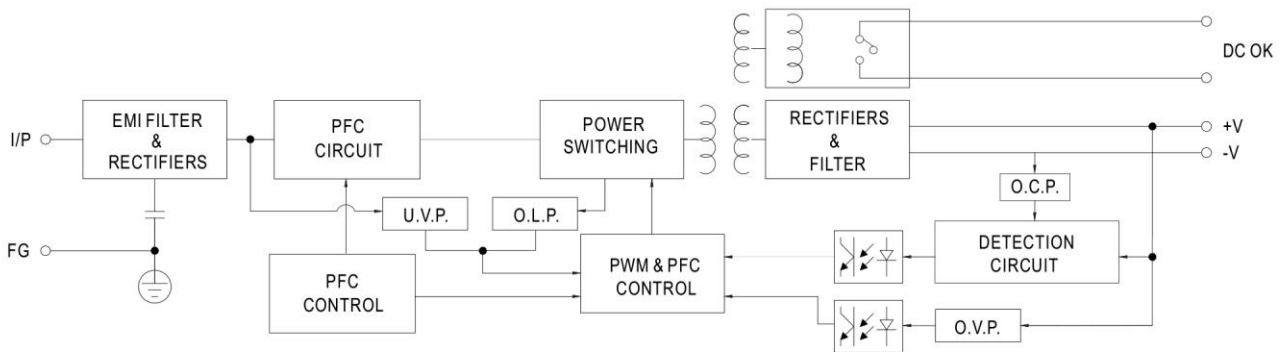 DC OK
I/P
EMI FILTER
&
RECTIFIERS
PFC
CIRCUIT
POWER
SWITCHING
RECTIFIERS
&
FILTER
+V
-V
O.C.P.
U.V.P.
O.L.P.
FG
PFC
CONTROL
PWM & PFC
CONTROL
DETECTION
CIRCUIT
O.V.P.